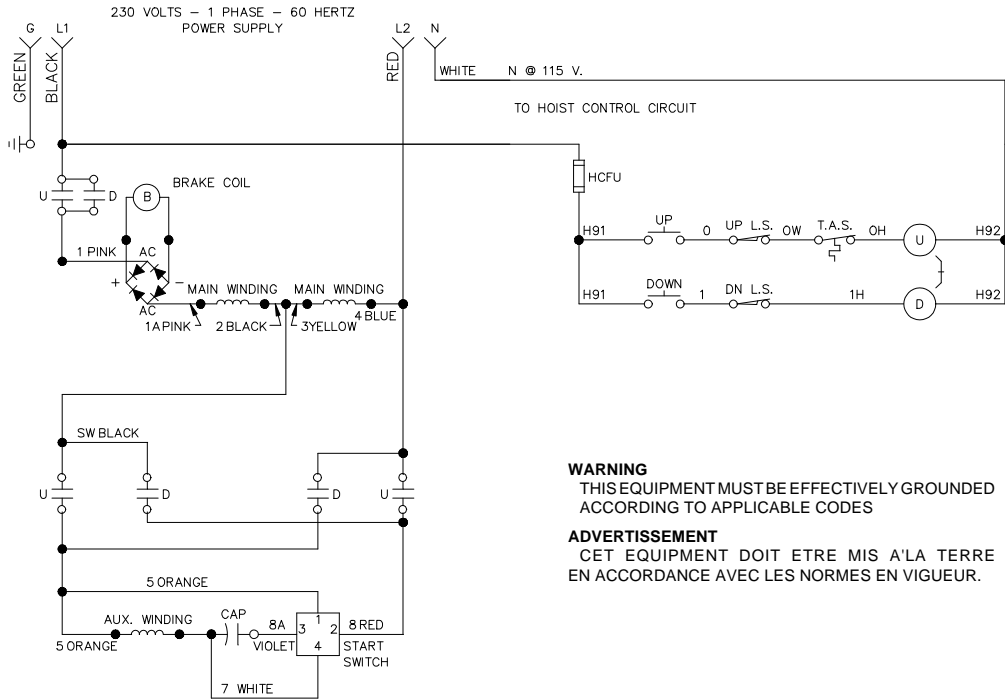 230 VOLTS – 1 PHASE – 60 HERTZ
POWER SUPPLY
G
L1
L2
N
GREEN
BLACK
RED
WHITE
N @ 115 V.
TO HOIST CONTROL CIRCUIT
HCFU
U
D
B
BRAKE COIL
1 PINK
AC
+
–
AC
MAIN WINDING
MAIN WINDING
1A PINK
2 BLACK
3 YELLOW
4 BLUE
H91
UP
0
UP L.S.
OW
T.A.S.
OH
U
H92
H91
DOWN
1
DN L.S.
1H
D
H92
SW BLACK
U
D
D
U
WARNING
THIS EQUIPMENT MUST BE EFFECTIVELY GROUNDED
ACCORDING TO APPLICABLE CODES
ADVERTISSEMENT
CET EQUIPMENT DOIT ETRE MIS A'LA TERRE
EN ACCORDANCE AVEC LES NORMES EN VIGUEUR.
5 ORANGE
AUX. WINDING
CAP
8A
VIOLET
1
3
2
4
8 RED
START
SWITCH
5 ORANGE
7 WHITE